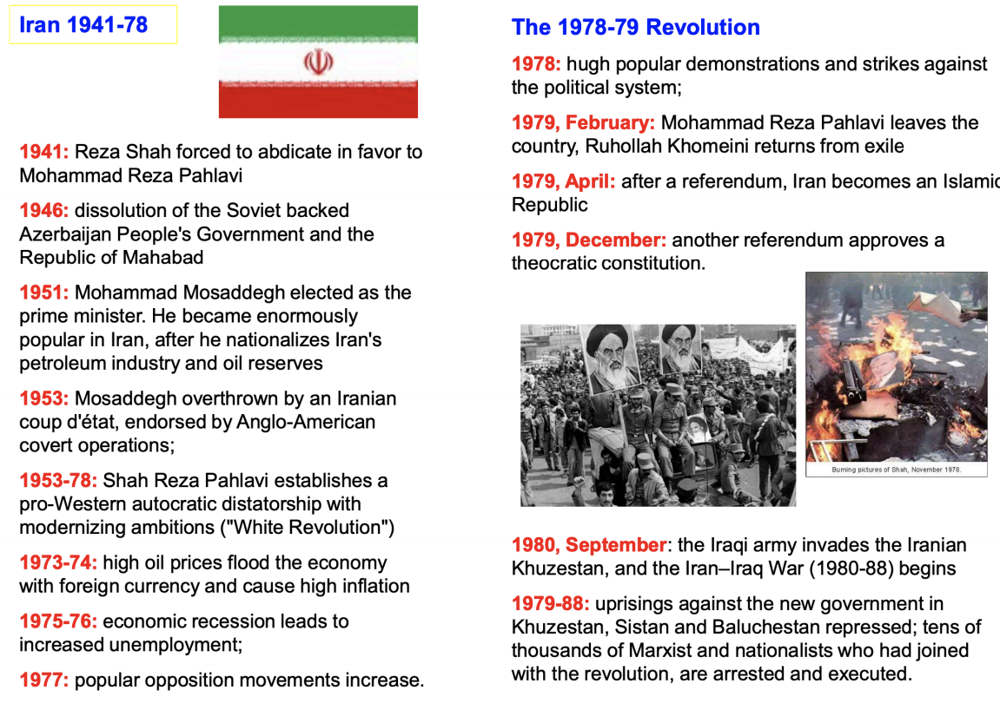 Iran 1941-78
1941: Reza Shah forced to abdicate in favor to
Mohammad Reza Pahlavi
1946: dissolution of the Soviet backed
Azerbaijan People's Government and the
Republic of Mahabad
1951: Mohammad Mosaddegh elected as the
prime minister. He became enormously
popular in Iran, after he nationalizes Iran's
petroleum industry and oil reserves
1953: Mosaddegh overthrown by an Iranian
coup d'état, endorsed by Anglo-American
covert operations;
1953-78: Shah Reza Pahlavi establishes a
pro-Western autocratic distatorship with
modernizing ambitions ("White Revolution")
1973-74: high oil prices flood the economy
with foreign currency and cause high inflation
1975-76: economic recession leads to
increased unemployment;
1977: popular opposition movements increase.
The 1978-79 Revolution
1978: hugh popular demonstrations and strikes against
the political system;
1979, February: Mohammad Reza Pahlavi leaves the
country, Ruhollah Khomeini returns from exile
1979, April: after a referendum, Iran becomes an Islamic
Republic
1979, December: another referendum approves a
theocratic constitution.
Burning pictures of Shah, November 1978.
1980, September: the Iraqi army invades the Iranian
Khuzestan, and the Iran–Iraq War (1980-88) begins
1979-88: uprisings against the new government in
Khuzestan, Sistan and Baluchestan repressed; tens of
thousands of Marxist and nationalists who had joined
with the revolution, are arrested and executed.